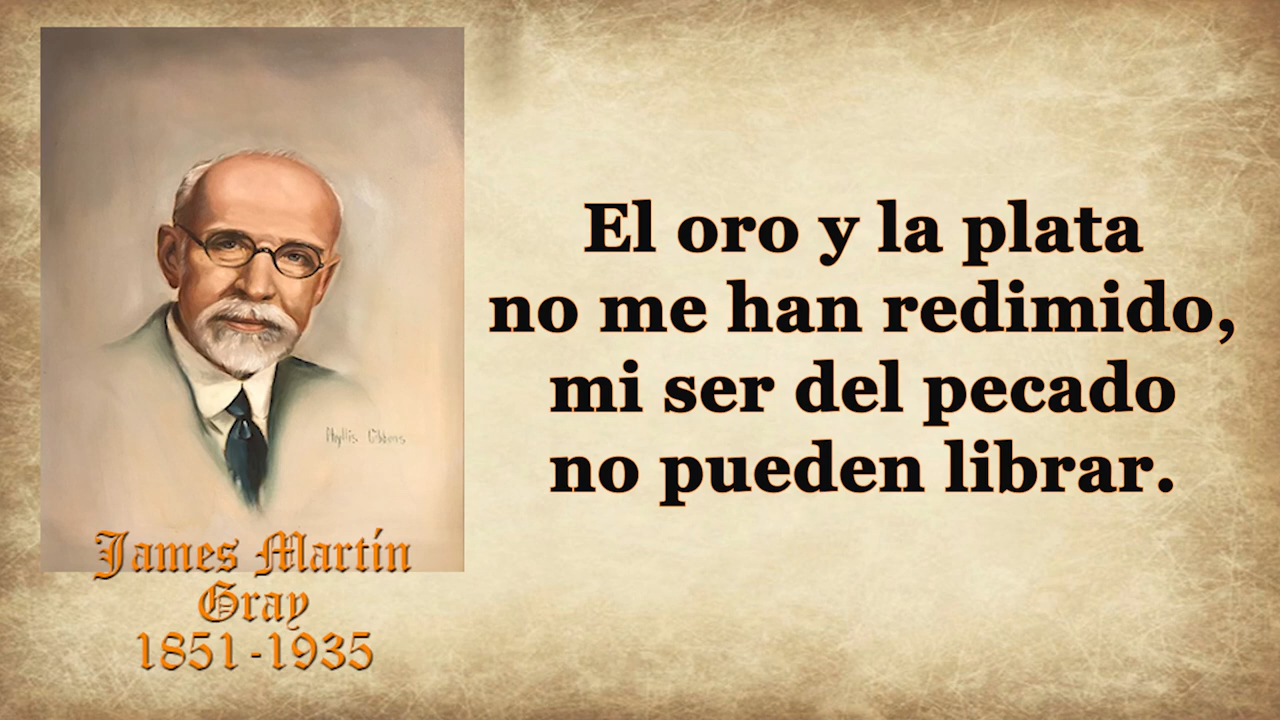 El oro y la plata
no me han redimido,
mi ser del pecado
no pueden librar.
Phyllis Gibbons
James Martin
Gray
1851-1935